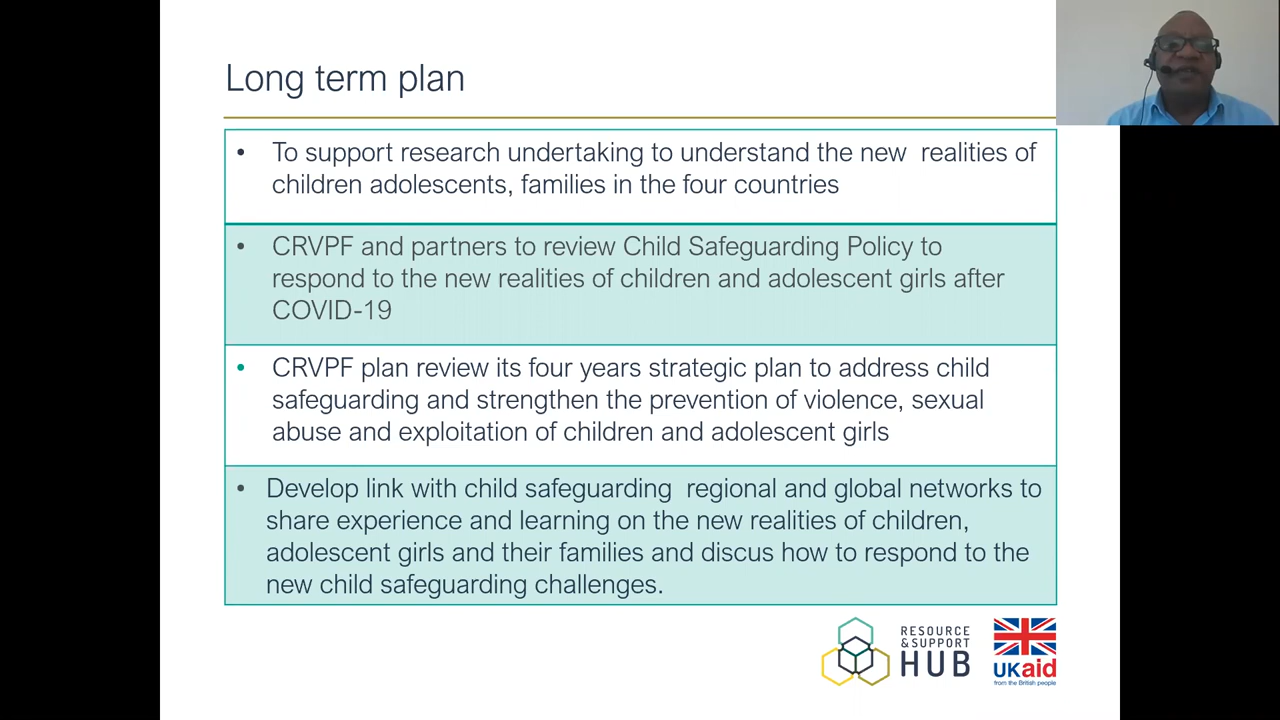 Long term plan
• To support research undertaking to understand the new realities of
children adolescents, families in the four countries
• CRVPF and partners to review Child Safeguarding Policy to
respond to the new realities of children and adolescent girls after
COVID-19
• CRVPF plan review its four years strategic plan to address child
safeguarding and strengthen the prevention of violence, sexual
abuse and exploitation of children and adolescent girls
• Develop link with child safeguarding regional and global networks to
share experience and learning on the new realities of children,
adolescent girls and their families and discus how to respond to the
new child safeguarding challenges.
RESOURCE
&SUPPORT
HUB
UKaid
from the British people